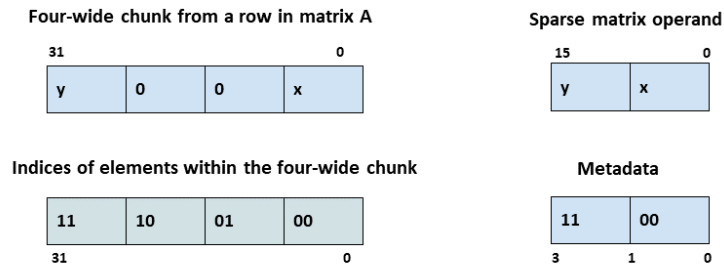 Four-wide chunk from a row in matrix A
31 0
y 0 0 x
Sparse matrix operand
15 0
y x
Indices of elements within the four-wide chunk
11 10 01 00
31 0
Metadata
11 00
3 1 0